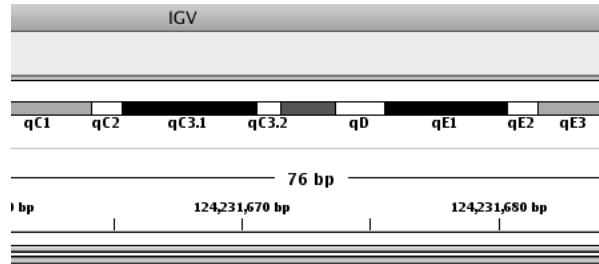 IGV
qC1 qC2 qC3.1 qC3.2 qD qE1 qE2 qE3
76 bp
bp 124,231,670 bp 124,231,680 bp